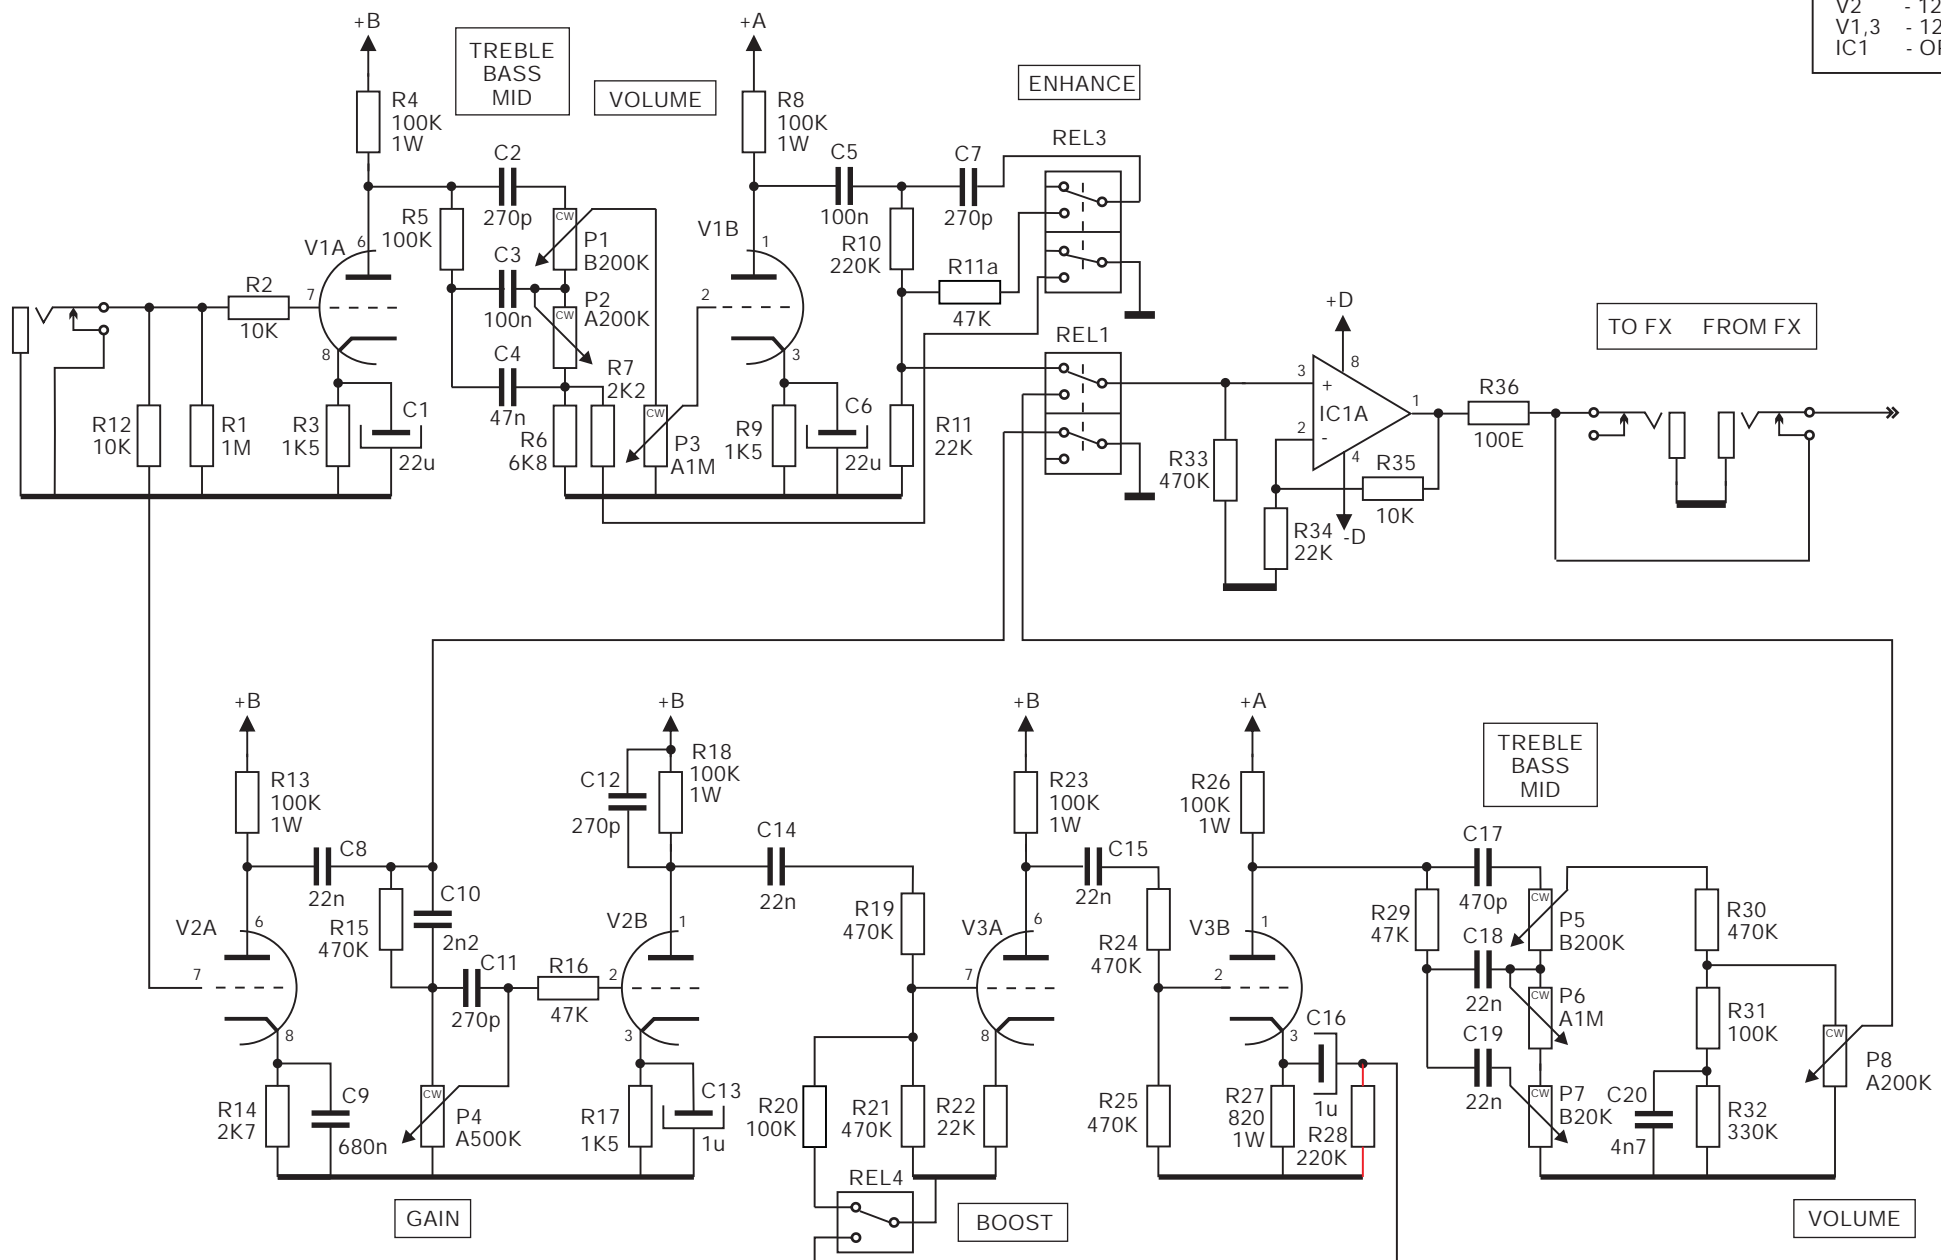 V2 - 12
V1,3 - 12
IC1 - OP
+B
+A
TREBLE
BASS
MID
VOLUME
ENHANCE
R4
100K
1W
R8
100K
1W
REL3
C2
270p
C5
100n
C7
270p
R5
100K
CW
P1
B200K
V1A
6
7
8
V1B
1
2
3
R10
220K
R11a
47K
C3
100n
P2
A200K
CW
R2
10K
+D
TO FX FROM FX
REL1
C4
47n
R7
2K2
3
+
8
IC1A
1
2
-
4
R36
100E
R12
10K
R1
1M
R3
1K5
C1
22u
R6
6K8
CW
P3
A1M
R9
1K5
C6
22u
R11
22K
R33
470K
R35
10K
R34
22K
-D
+B
+B
+B
+A
TREBLE
BASS
MID
R13
100K
1W
C12
270p
R18
100K
1W
R23
100K
1W
R26
100K
1W
C8
22n
C14
22n
C15
22n
C17
470p
C10
2n2
R15
470K
V2A
6
7
8
V2B
1
2
3
R19
470K
V3A
6
7
8
R24
470K
V3B
1
2
3
R29
47K
CW
P5
B200K
R30
470K
C11
270p
R16
47K
C18
22n
CW
P6
A1M
R31
100K
C16
1u
C19
22n
CW
P8
A200K
R14
2K7
C9
680n
CW
P4
A500K
R17
1K5
C13
1u
R20
100K
R21
470K
R22
22K
R25
470K
R27
820
1W
R28
220K
CW
P7
B20K
C20
4n7
R32
330K
REL4
GAIN
BOOST
VOLUME